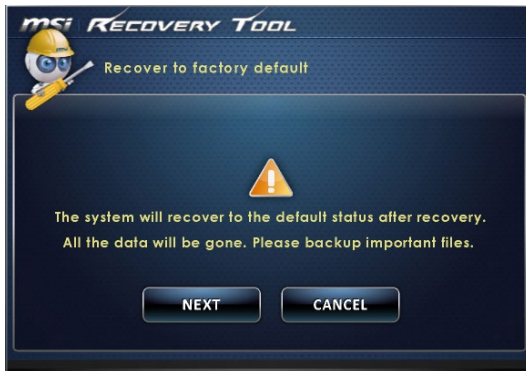 msi RECOVERY TOOL
Recover to factory default
The system will recover to the default status after recovery.
All the data will be gone. Please backup important files.
NEXT
CANCEL